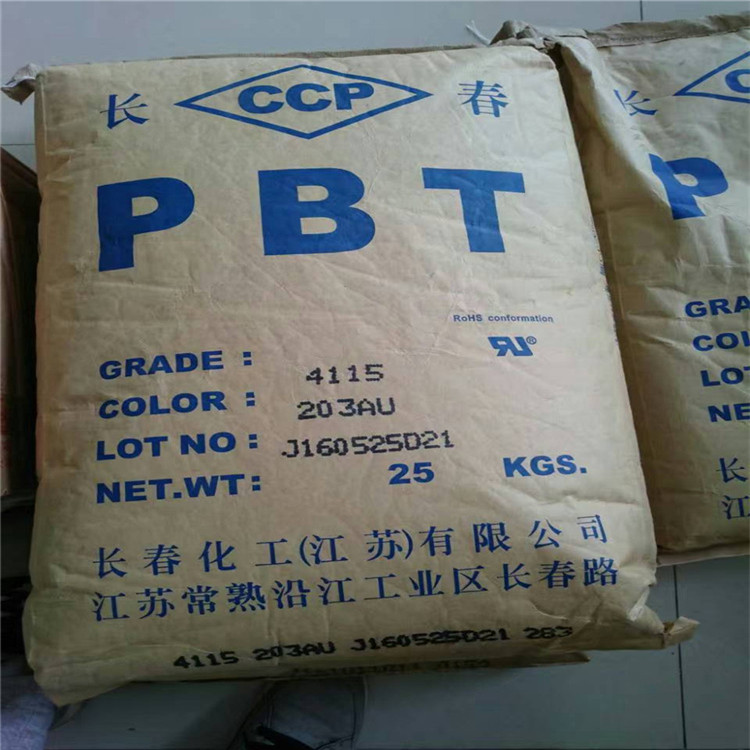 长 CCP 春
PBT
RoHS conformation
RU®
GRADE: 4115
COLOR: 203AU
LOT NO: J160525D21
NET.WT: 25 KGS.
长春化工(江苏)有限公司
江苏常熟沿江工业区长春路
4115 203AU J160525D21 283
长 C
P
GRA
COL
LOT
NET
长
江